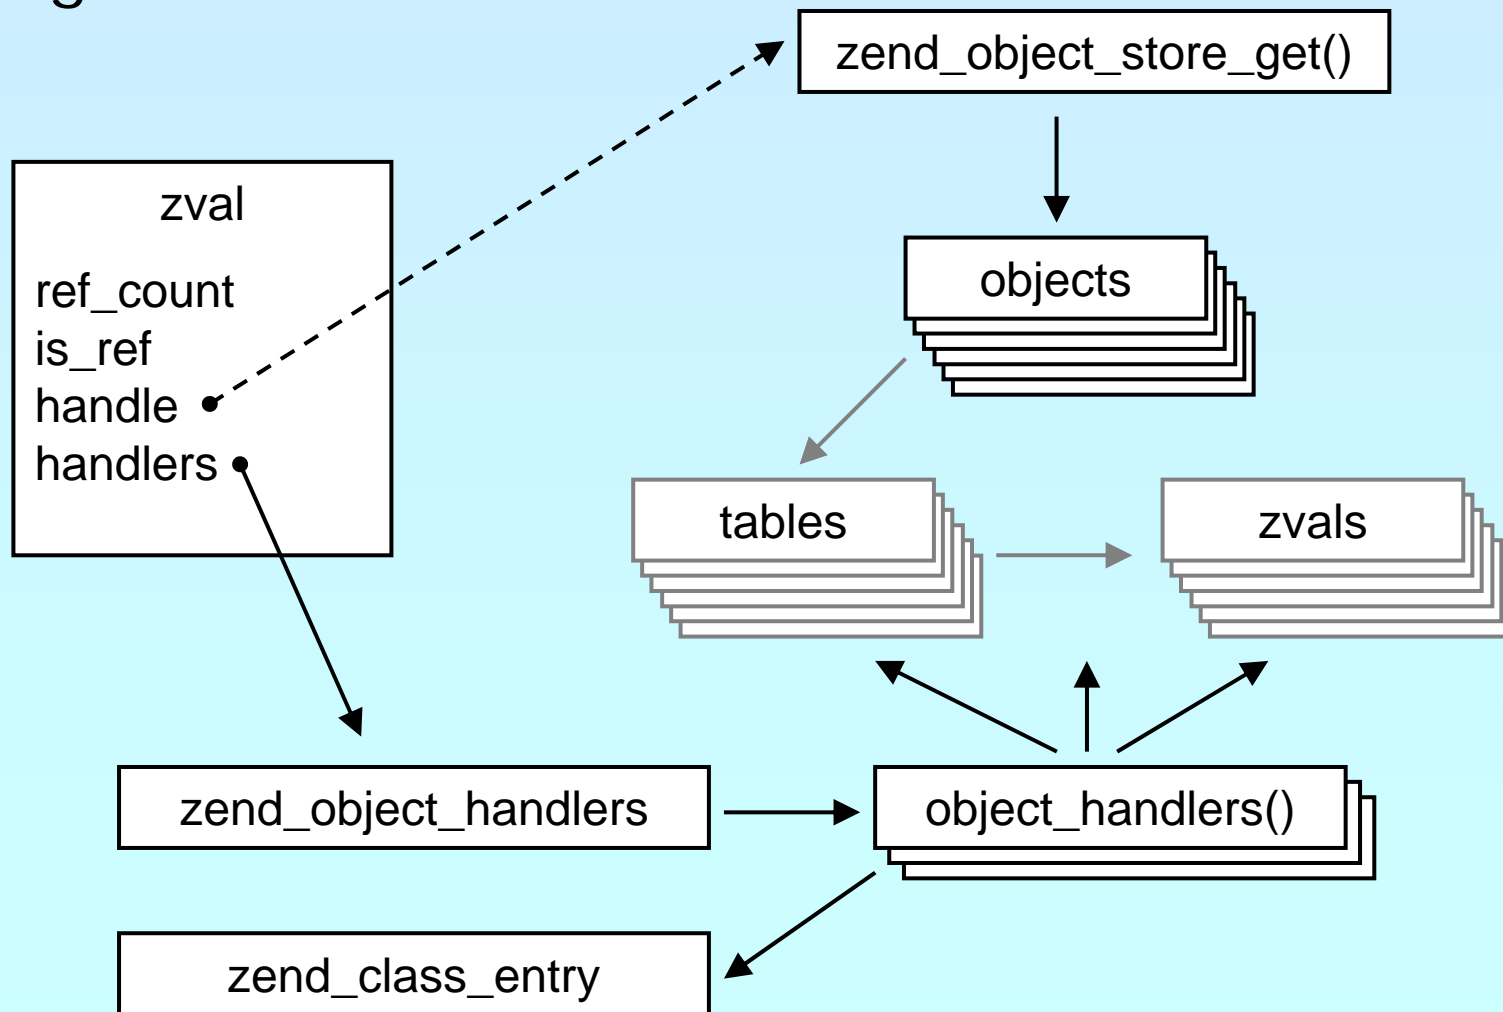 zend_object_store_get()
zval
ref_count
is_ref
handle
handlers
objects
tables
zvals
zend_object_handlers
object_handlers()
zend_class_entry